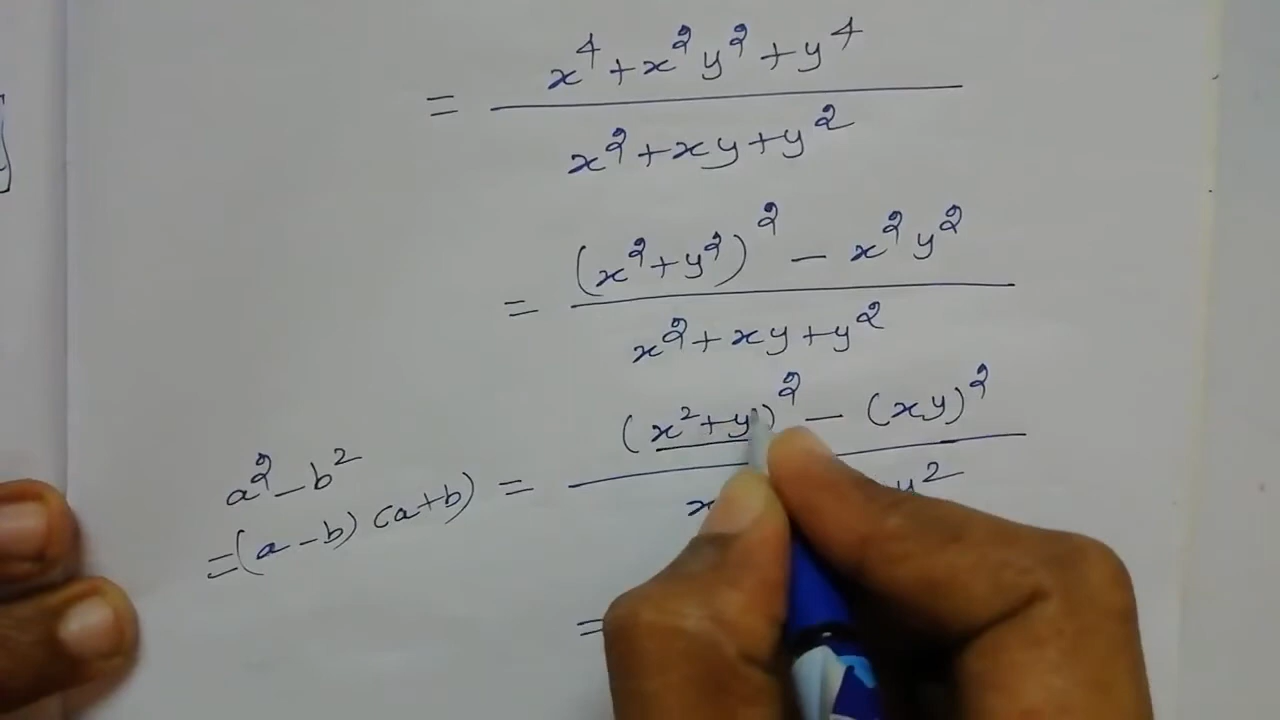 = x⁴ + x²y² + y⁴
x² + xy + y²
= (x² + y²)² − x²y²
x² + xy + y²
a² − b² = (x² + y)² − (xy)²
x y²
= (a − b) (a + b)
=